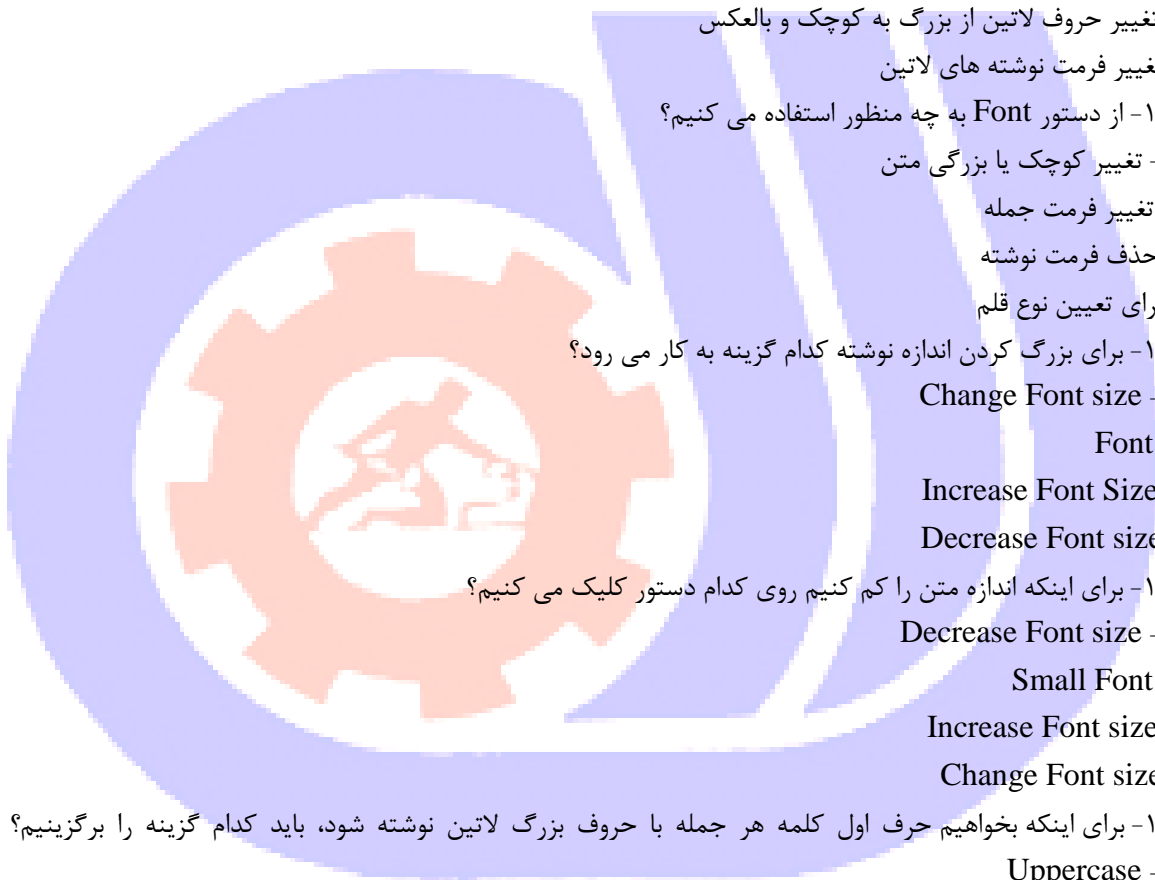 تغییر حروف لاتین از بزرگ به کوچک و بالعکس
غییر فرمت نوشته های لاتین
۱- از دستور Font به چه منظور استفاده می کنیم؟
- تغییر کوچک یا بزرگی متن
تغییر فرمت جمله
حذف فرمت نوشته
رای تعیین نوع قلم
۱- برای بزرگ کردن اندازه نوشته کدام گزینه به کار می رود؟
Change Font size -
Font
Increase Font Size
Decrease Font size
۱- برای اینکه اندازه متن را کم کنیم روی کدام دستور کلیک می کنیم؟
Decrease Font size -
Small Font
Increase Font size
Change Font size
۱- برای اینکه بخواهیم حرف اول کلمه هر جمله با حروف بزرگ لاتین نوشته شود، باید کدام گزینه را برگزینیم؟
Uppercase -